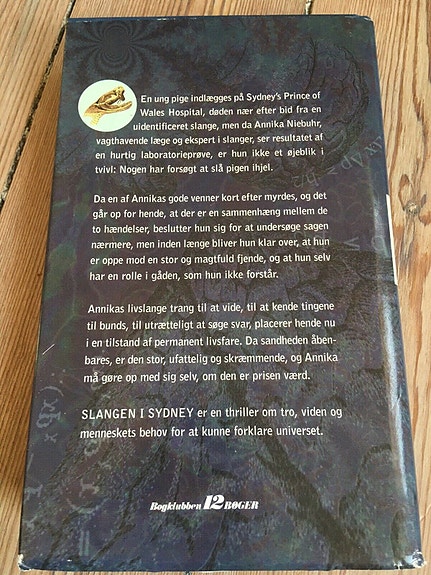 En ung pige indlægges på Sydney's Prince of
Wales Hospital, døden nær efter bid fra en
uidentificeret slange, men da Annika Niebuhr,
vagthavende læge og ekspert i slanger, ser resultatet af
en hurtig laboratorieprøve, er hun ikke et øjeblik i
tvivl: Nogen har forsøgt at slå pigen ihjel.
Da en af Annikas gode venner kort efter myrdes, og det
går op for hende, at der er en sammenhæng mellem de
to hændelser, beslutter hun sig for at undersøge sagen
nærmere, men inden længe bliver hun klar over, at hun
er oppe mod en stor og magtfuld fjende, og at hun selv
har en rolle i gåden, som hun ikke forstår.
Annikas livslange trang til at vide, til at kende tingene
til bunds, til utrætteligt at søge svar, placerer hende nu
i en tilstand af permanent livsfare. Da sandheden åben-
bares, er den stor, ufattelig og skræmmende, og Annika
må gøre op med sig selv, om den er prisen værd.
SLANGEN I SYDNEY er en thriller om tro, viden og
menneskets behov for at kunne forklare universet.
Bogklubben 12 BØGER